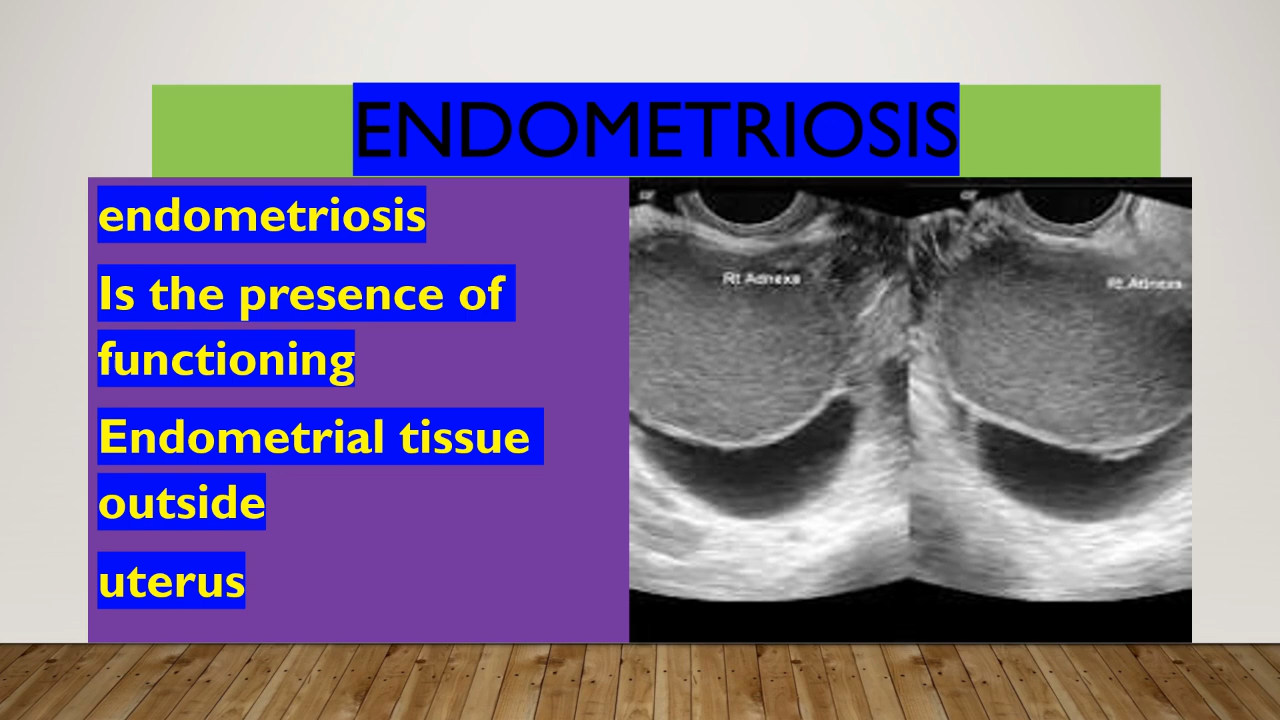 ENDOMETRIOSIS
endometriosis
Is the presence of
functioning
Endometrial tissue
outside
uterus
Rt Adnexa
Rt Adnexa